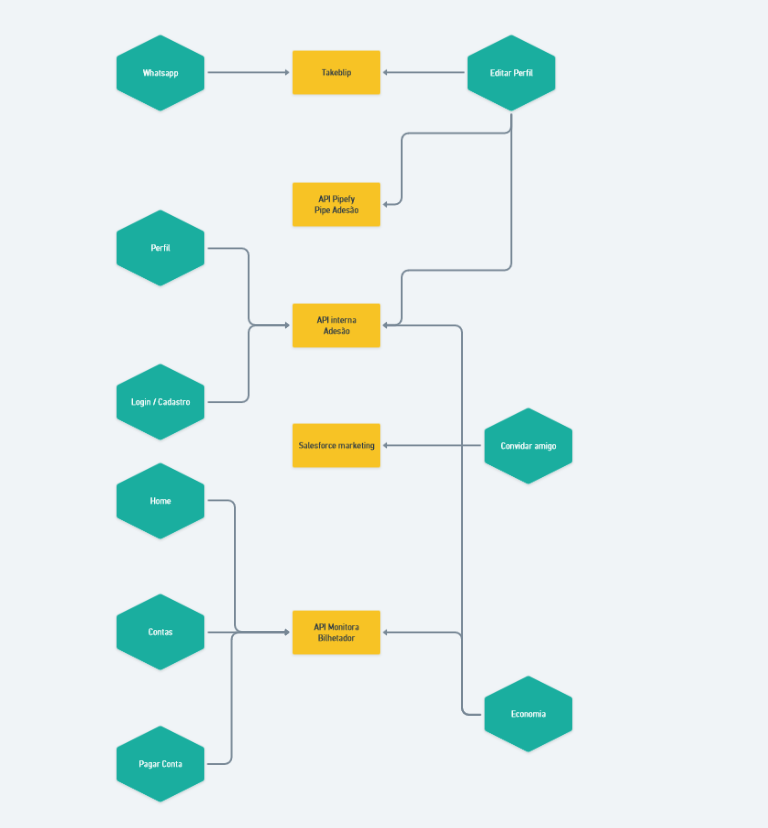 Whatsapp
Takeblip
Editar Perfil
API Pipefy
Pipe Adesão
Perfil
API interna
Adesão
Login / Cadastro
Salesforce marketing
Convidar amigo
Home
Contas
API Monitora
Bilhetador
Economia
Pagar Conta